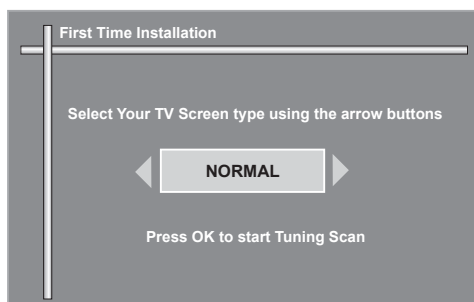 First Time Installation
Select Your TV Screen type using the arrow buttons
NORMAL
Press OK to start Tuning Scan